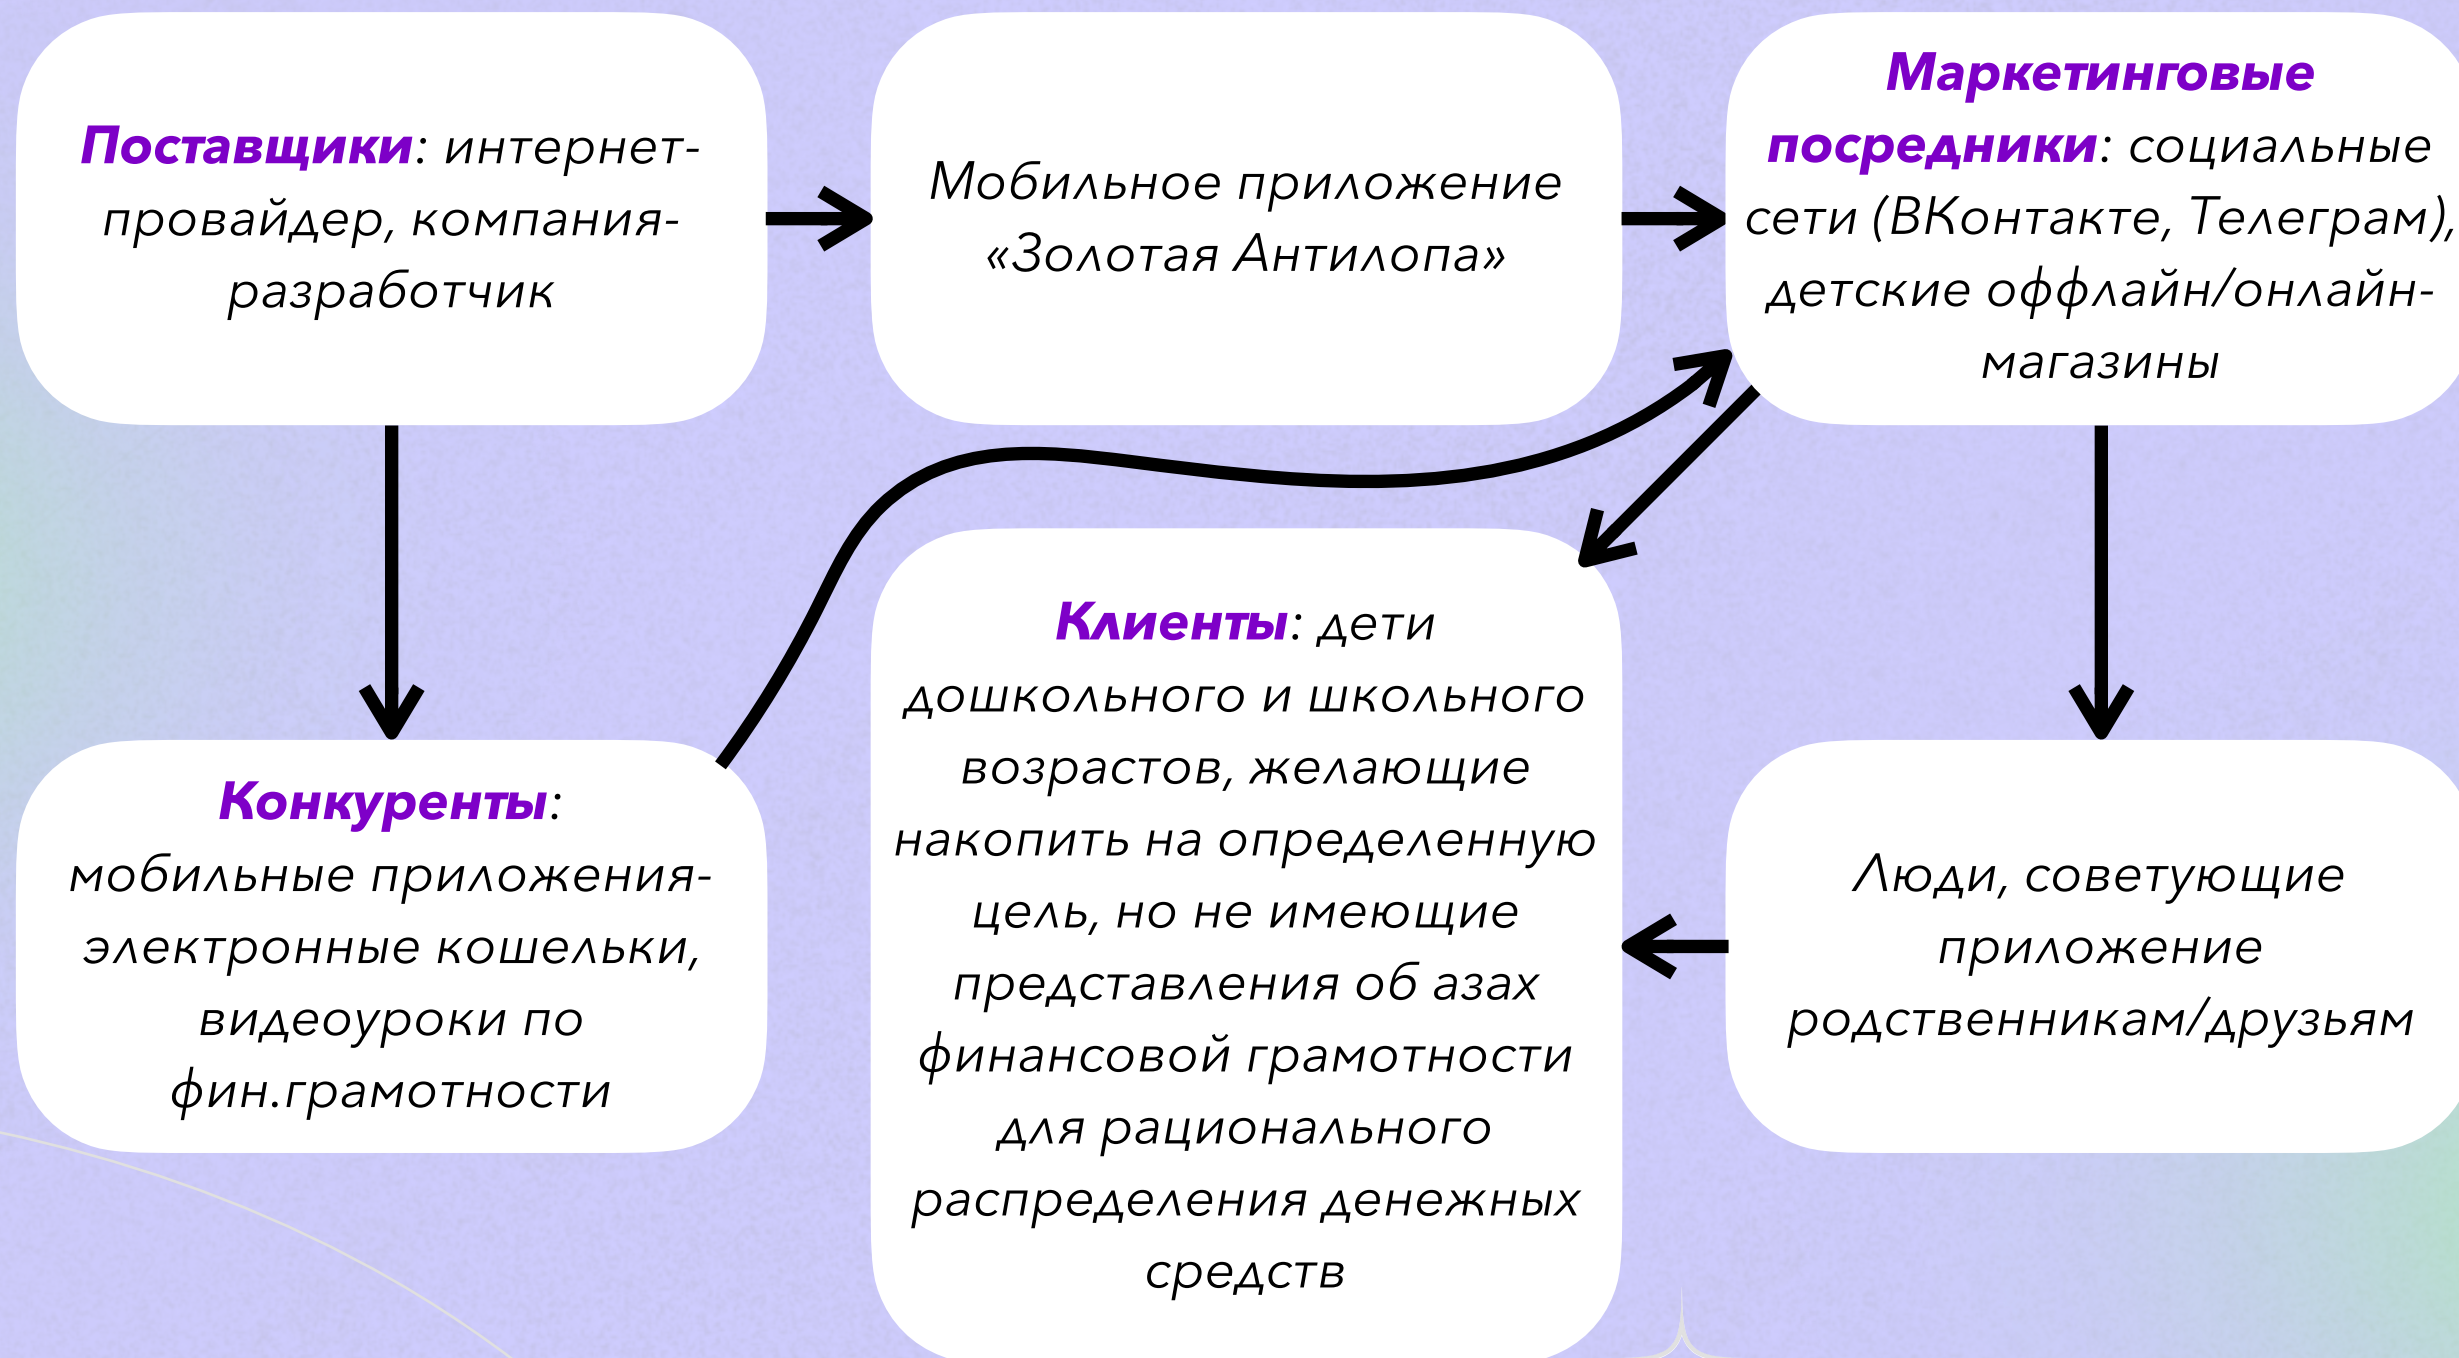 Поставщики: интернет-
провайдер, компания-
разработчик
Мобильное приложение
«Золотая Антилопа»
Маркетинговые
посредники: социальные
сети (ВКонтакте, Телеграм),
детские оффлайн/онлайн-
магазины
Конкуренты:
мобильные приложения-
электронные кошельки,
видеоуроки по
фин.грамотности
Клиенты: дети
дошкольного и школьного
возрастов, желающие
накопить на определенную
цель, но не имеющие
представления об азах
финансовой грамотности
для рационального
распределения денежных
средств
Люди, советующие
приложение
родственникам/друзьям